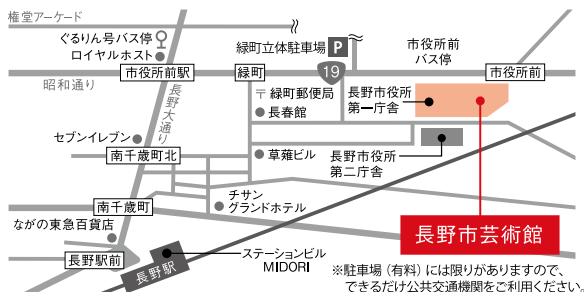 権堂アーケード
ぐるりん号バス停
ロイヤルホスト
緑町立体駐車場 P
市役所前
バス停
市役所前駅
緑町
19
市役所前
昭和通り
長野大通り
〒緑町郵便局
長春館
長野市役所
第一庁舎
セブンイレブン
南千歳町北
草薙ビル
長野市役所
第二庁舎
チサン
グランドホテル
南千歳町
ながの東急百貨店
長野市芸術館
長野駅前
長野駅
ステーションビル
MIDORI
※駐車場（有料）には限りがありますので、
できるだけ公共交通機関をご利用ください。